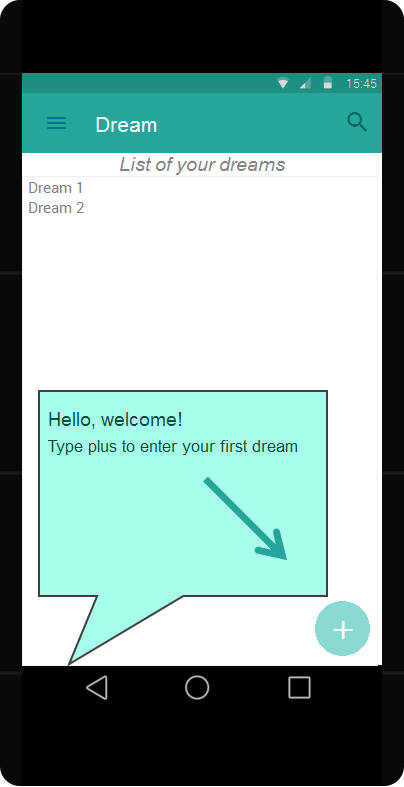 15:45
Dream
List of your dreams
Dream 1
Dream 2
Hello, welcome!
Type plus to enter your first dream
+